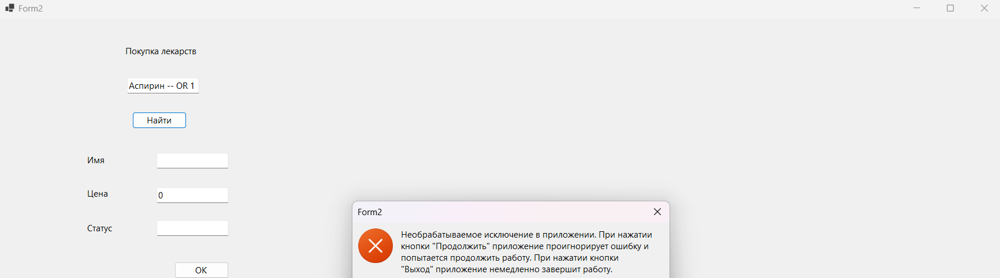 Form2
Покупка лекарств
Аспирин -- OR 1
Найти
Имя
Цена
0
Статус
OK
Form2
Необрабатываемое исключение в приложении. При нажатии
кнопки "Продолжить" приложение проигнорирует ошибку и
попытается продолжить работу. При нажатии кнопки
"Выход" приложение немедленно завершит работу.